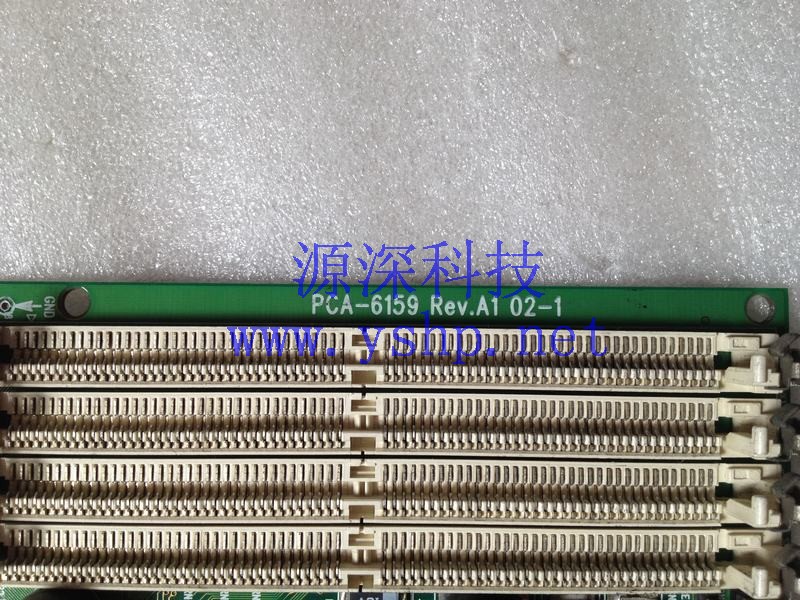 源深科技
PCA-6159 Rev.A1 02-1
www.yshp.net
GND